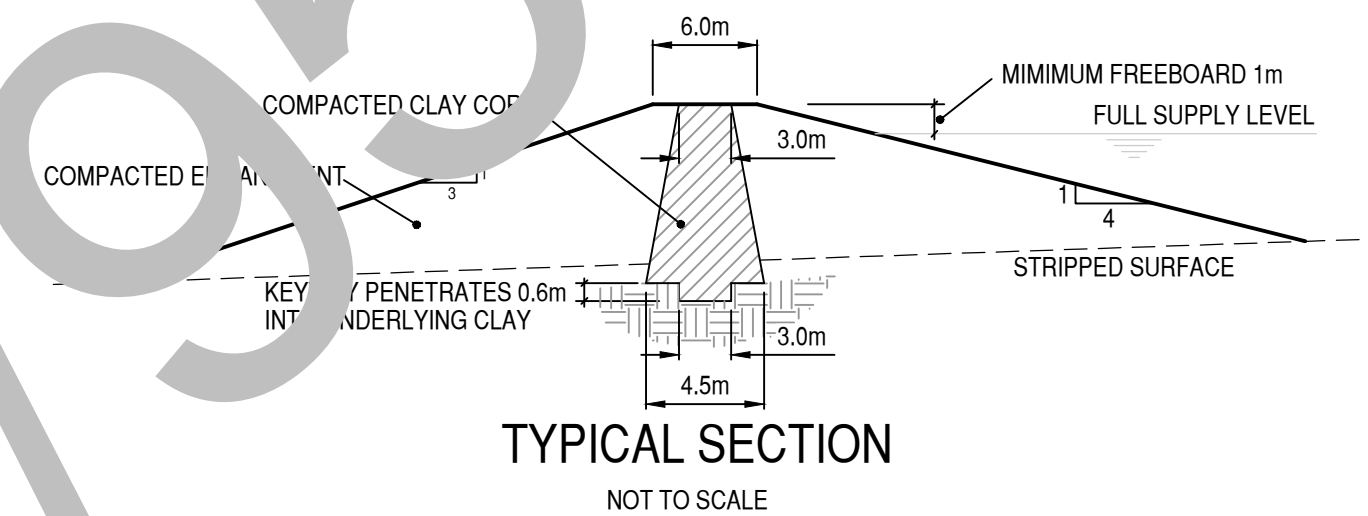 6.0m
MIMIMUM FREEBOARD 1m
COMPACTED CLAY
FULL SUPPLY LEVEL
3.0m
COMPACTED
1
3
1
4
STRIPPED SURFACE
PENETRATES 0.6m
UNDERLYING CLAY
3.0m
4.5m
TYPICAL SECTION
NOT TO SCALE